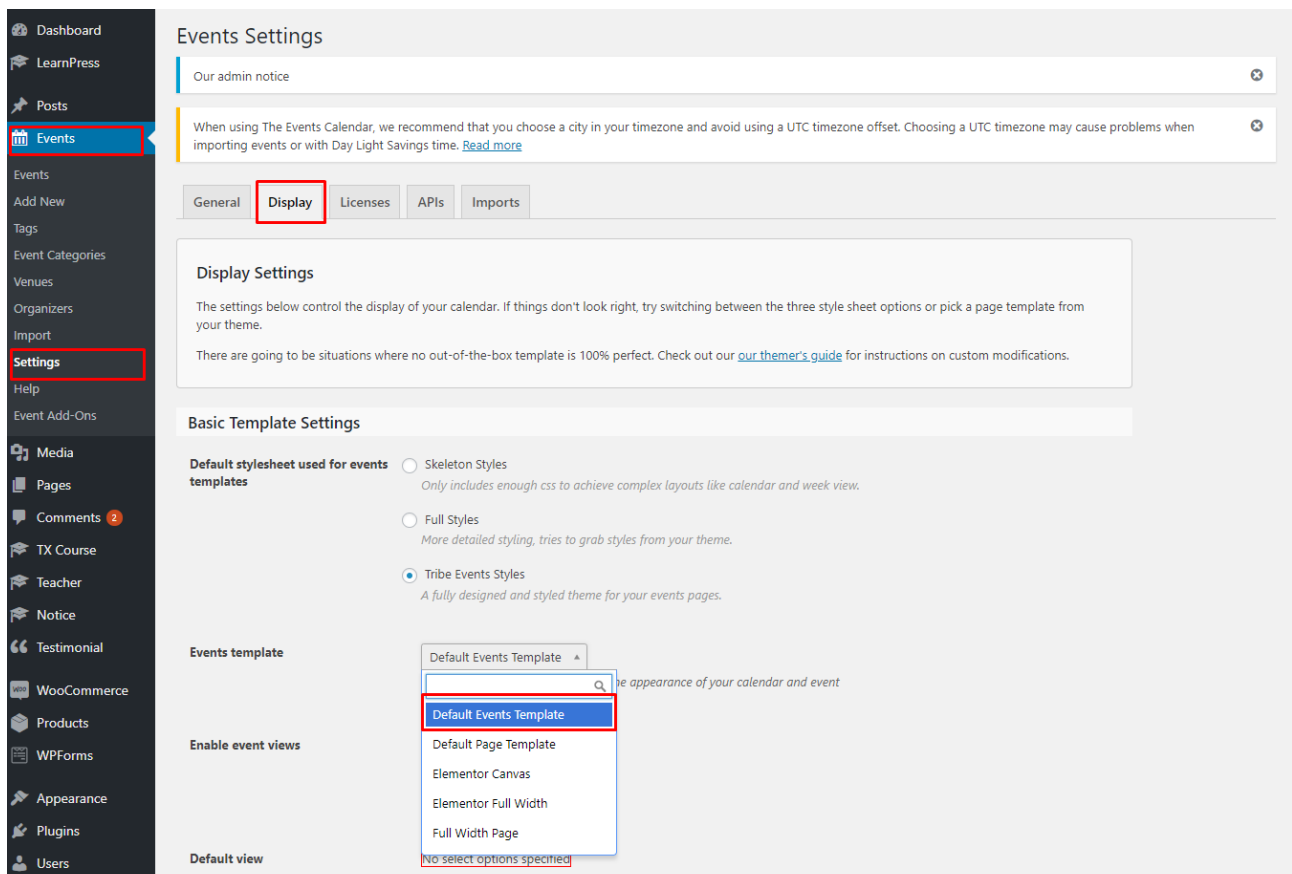 Dashboard
LearnPress
Posts
Events
Events
Add New
Tags
Event Categories
Venues
Organizers
Import
Settings
Help
Event Add-Ons
Media
Pages
Comments 2
TX Course
Teacher
Notice
Testimonial
WooCommerce
Products
WPForms
Appearance
Plugins
Users
Events Settings
Our admin notice
When using The Events Calendar, we recommend that you choose a city in your timezone and avoid using a UTC timezone offset. Choosing a UTC timezone may cause problems when
importing events or with Day Light Savings time. Read more
General Display Licenses APIs Imports
Display Settings
The settings below control the display of your calendar. If things don't look right, try switching between the three style sheet options or pick a page template from
your theme.
There are going to be situations where no out-of-the-box template is 100% perfect. Check out our our themer's guide for instructions on custom modifications.
Basic Template Settings
Default stylesheet used for events
templates
Skeleton Styles
Only includes enough css to achieve complex layouts like calendar and week view.
Full Styles
More detailed styling, tries to grab styles from your theme.
Tribe Events Styles
A fully designed and styled theme for your events pages.
Events template
Default Events Template
appearance of your calendar and event
Default Events Template
Default Page Template
Elementor Canvas
Elementor Full Width
Full Width Page
Enable event views
Default view
No select options specified